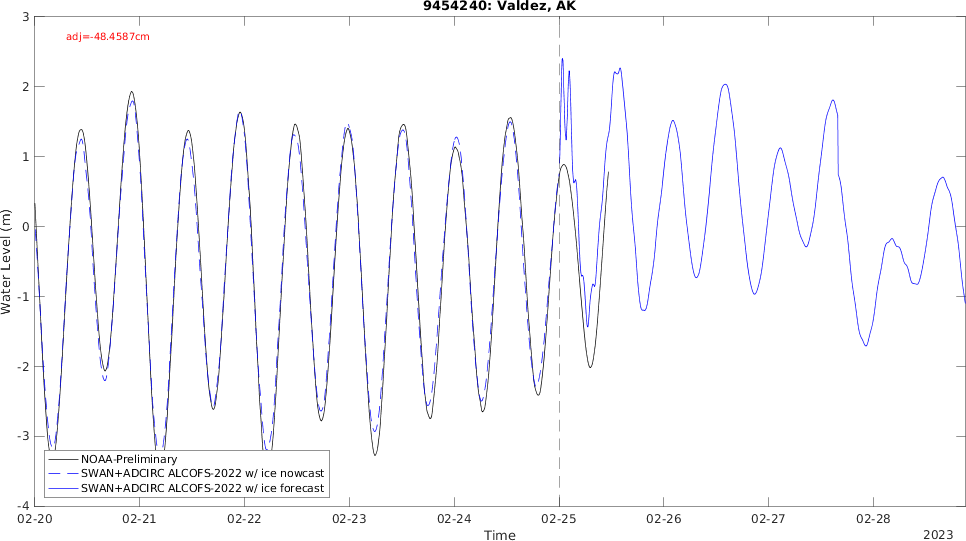 9454240: Valdez, AK
adj=-48.4587cm
3
2
1
0
-1
-2
-3
-4
Water Level (m)
NOAA-Preliminary
SWAN+ADCIRC ALCOFS-2022 w/ ice nowcast
SWAN+ADCIRC ALCOFS-2022 w/ ice forecast
02-20 02-21 02-22 02-23 02-24 02-25 02-26 02-27 02-28
Time
2023